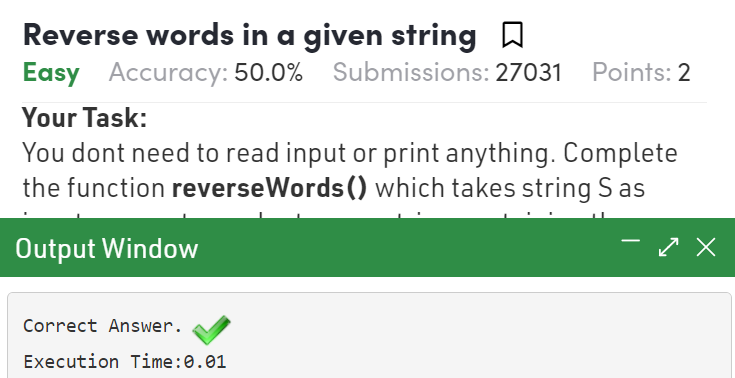 Reverse words in a given string
Easy Accuracy: 50.0% Submissions: 27031 Points: 2
Your Task:
You dont need to read input or print anything. Complete
the function reverseWords() which takes string S as
Output Window
Correct Answer.
Execution Time:0.01